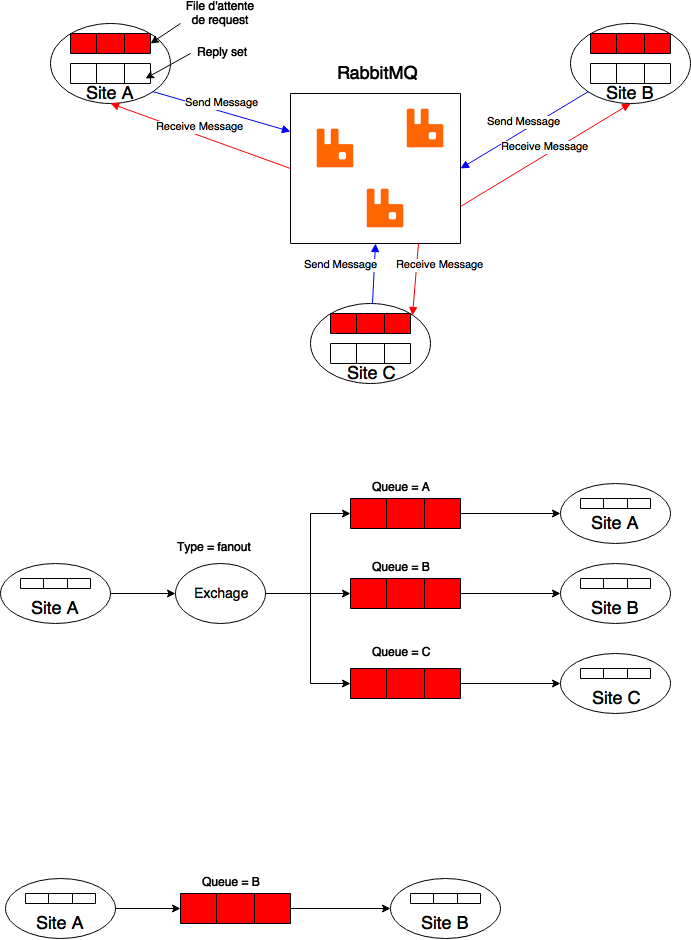 File d'attente
de request
Reply set
Site A
Site B
RabbitMQ
Send Message
Receive Message
Send Message
Receive Message
Send Message
Receive Message
Site C
Queue = A
Site A
Type = fanout
Queue = B
Site A
Exchage
Site B
Queue = C
Site C
Queue = B
Site A
Site B